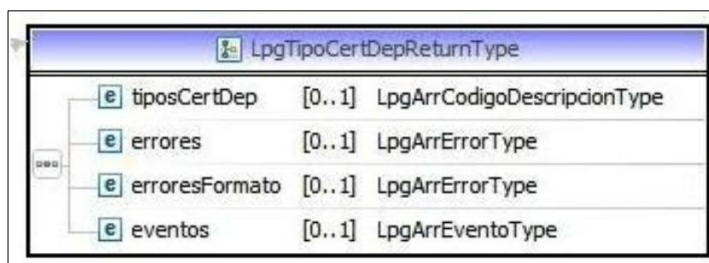 LpgTipoCertDepReturnType
tiposCertDep [0..1] LpgArrCodigoDescripcionType
errores [0..1] LpgArrErrorType
erroresFormato [0..1] LpgArrErrorType
eventos [0..1] LpgArrEventoType